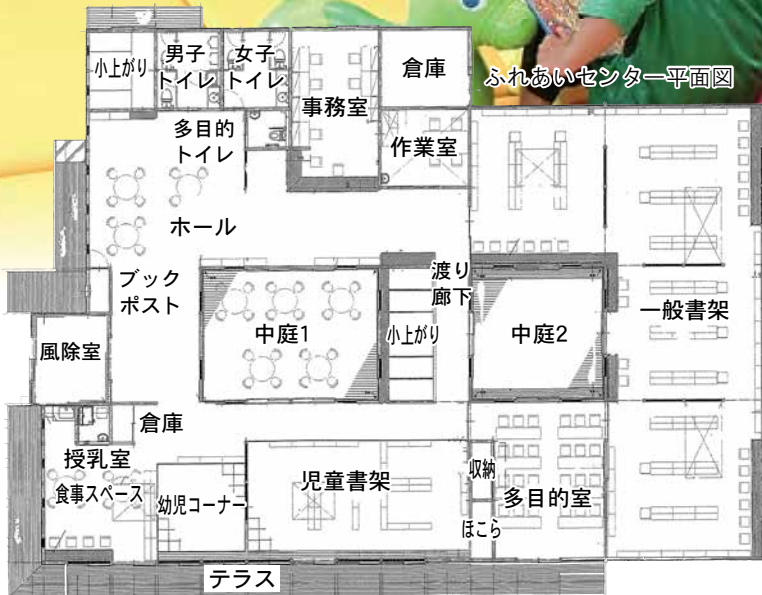 ふれあいセンター平面図
小上がり
男子
トイレ
女子
トイレ
事務室
倉庫
多目的
トイレ
作業室
ホール
ブック
ポスト
渡り
廊下
一般書架
風除室
中庭1
小上がり
中庭2
倉庫
授乳室
食事スペース
幼児コーナー
児童書架
収納
ほこら
多目的室
テラス